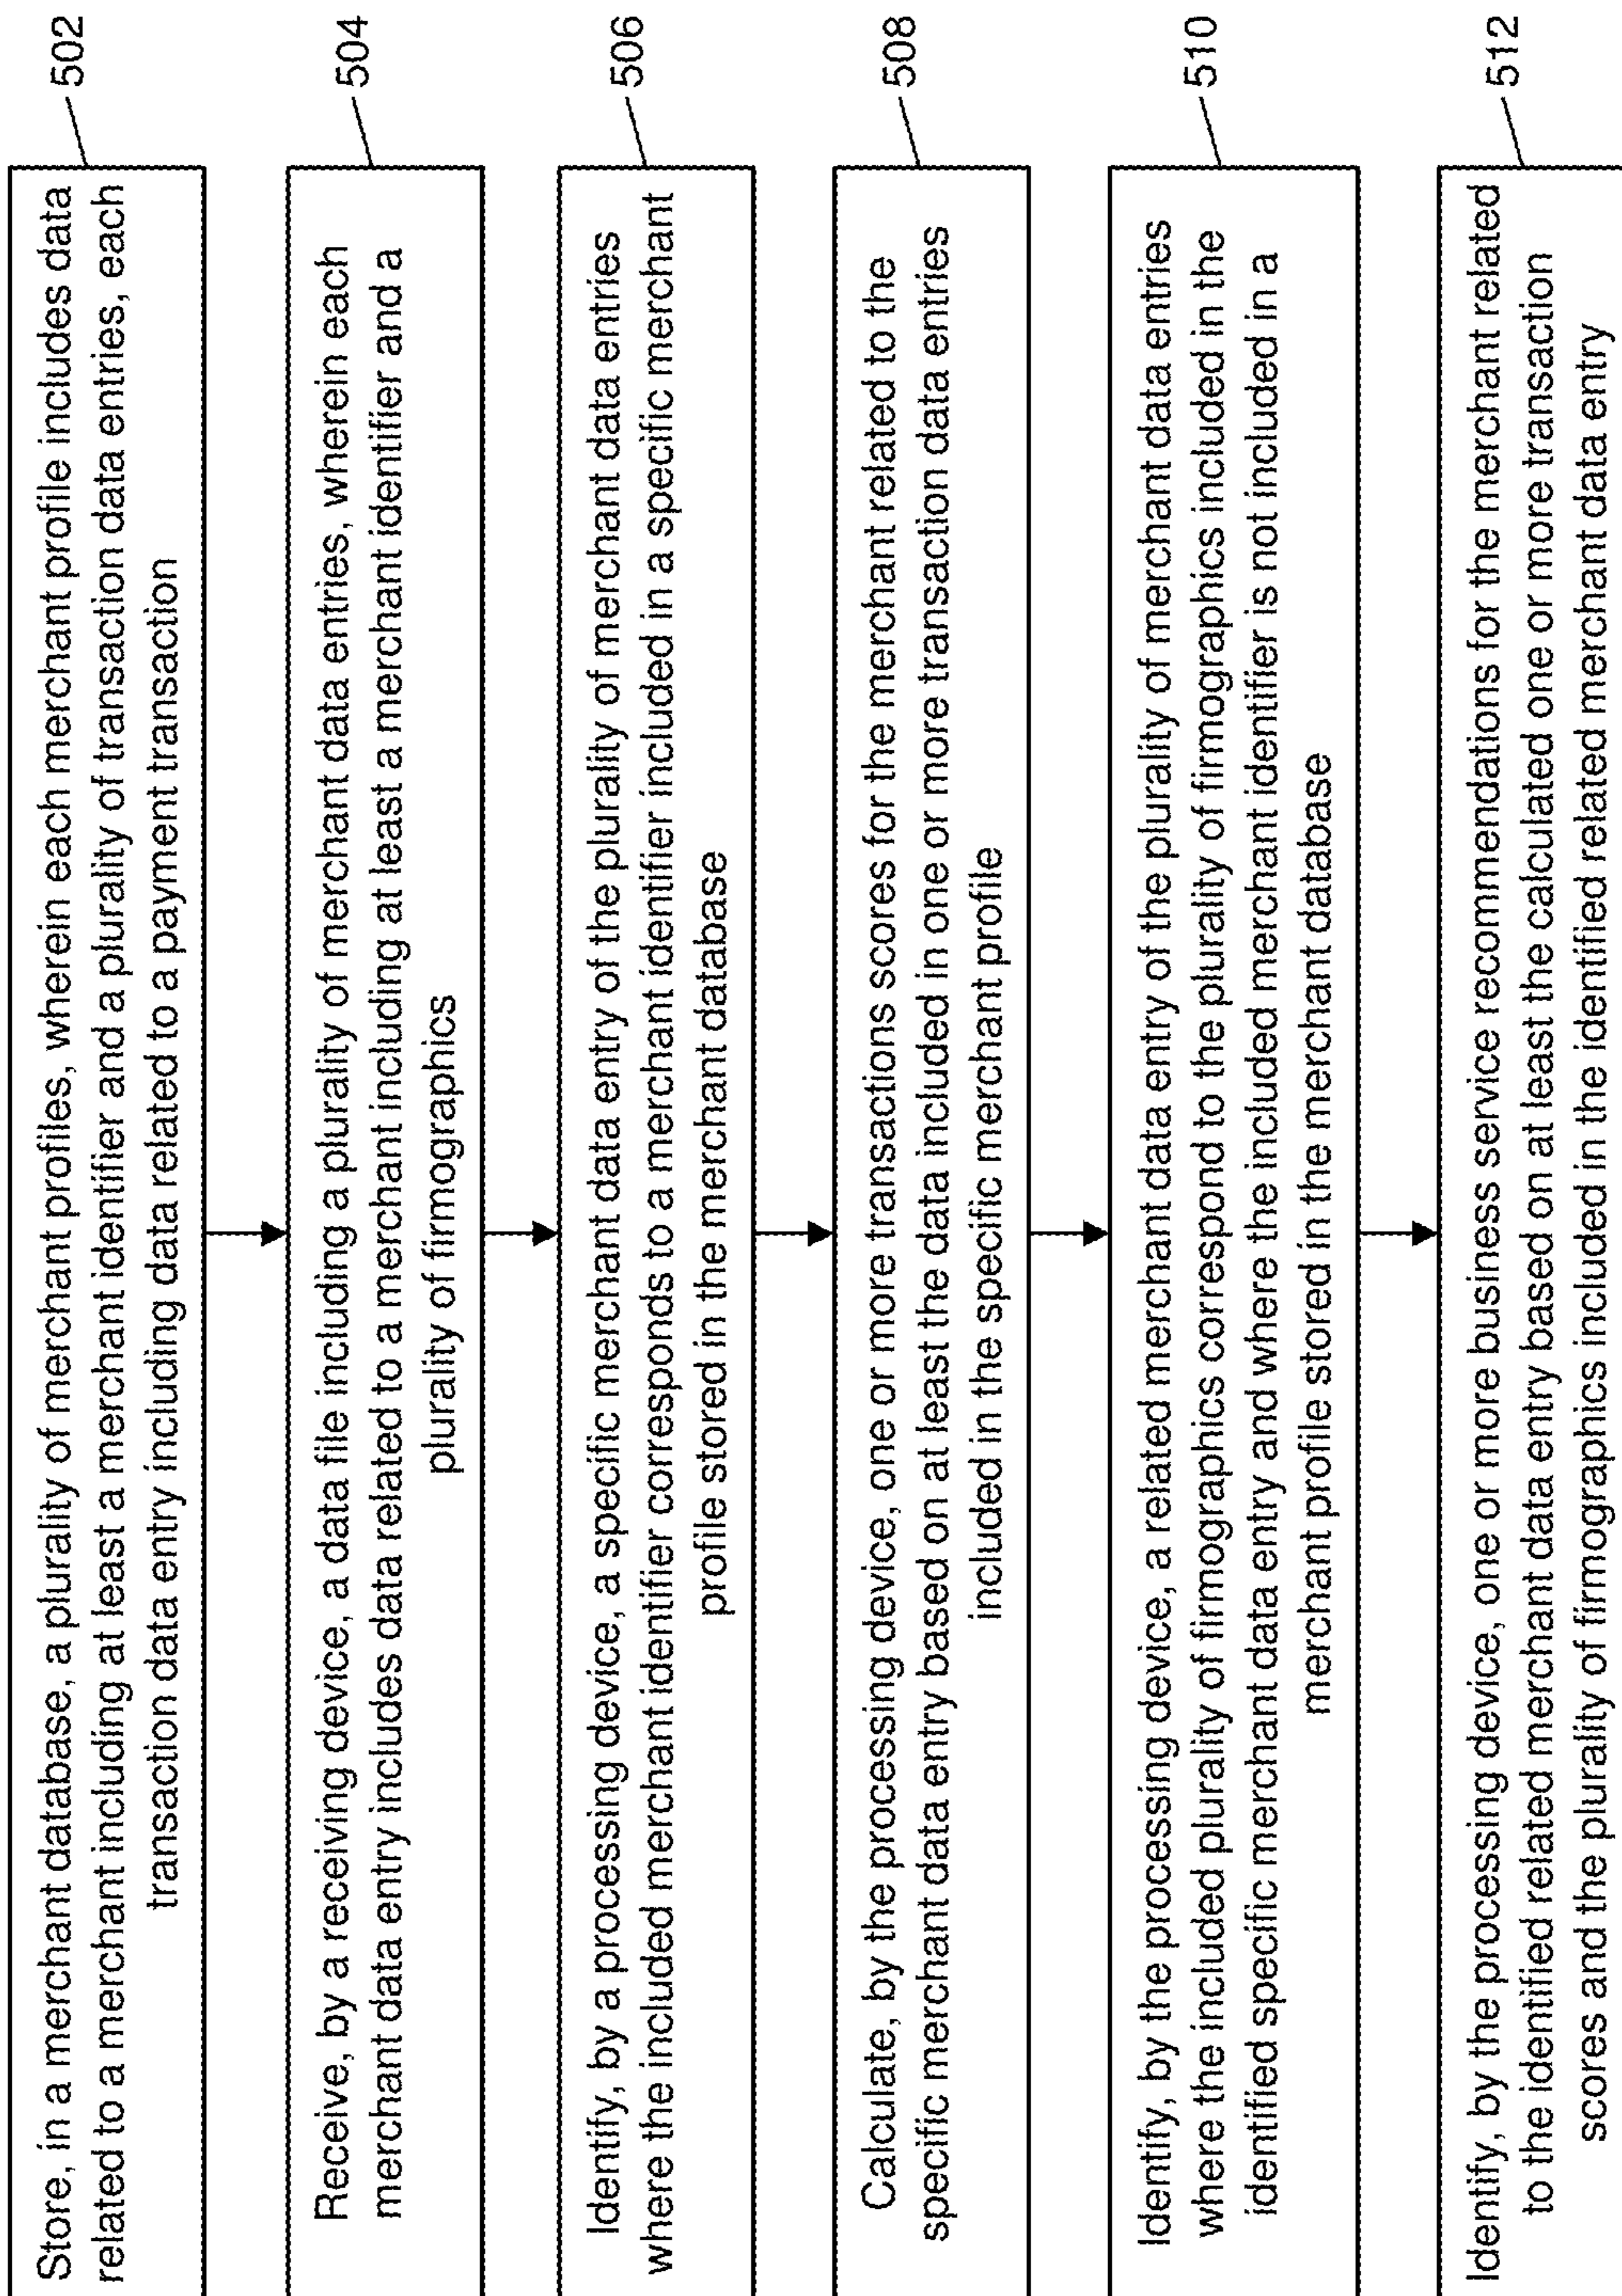 Store, in a merchant database, a plurality of merchant profiles, wherein each merchant profile includes data
related to a merchant including at least a merchant identifier and a plurality of transaction data entries, each
transaction data entry including data related to a payment transaction
502
Receive, by a receiving device, a data file including a plurality of merchant data entries, wherein each
merchant data entry includes data related to a merchant including at least a merchant identifier and a
plurality of firmographics
504
Identify, by a processing device, a specific merchant data entry of the plurality of merchant data entries
where the included merchant identifier corresponds to a merchant identifier included in a specific merchant
profile stored in the merchant database
506
Calculate, by the processing device, one or more transactions scores for the merchant related to the
specific merchant data entry based on at least the data included in one or more transaction data entries
included in the specific merchant profile
508
Identify, by the processing device, a related merchant data entry of the plurality of merchant data entries
where the included plurality of firmographics correspond to the plurality of firmographics included in the
identified specific merchant data entry and where the included merchant identifier is not included in a
merchant profile stored in the merchant database
510
Identify, by the processing device, one or more business service recommendations for the merchant related
to the identified related merchant data entry based on at least the calculated one or more transaction
scores and the plurality of firmographics included in the identified related merchant data entry
512